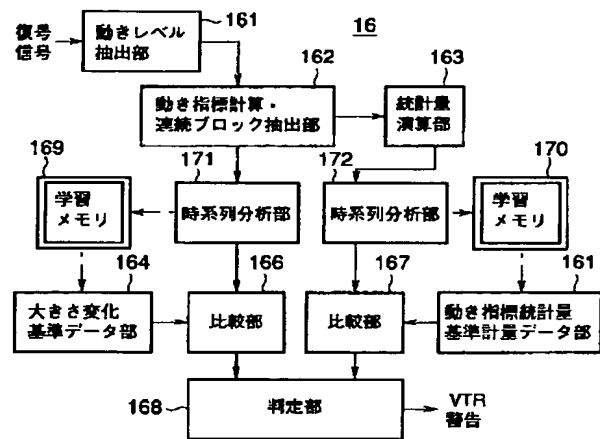 復号
信号
161
動きレベル
抽出部
16
162
動き指標計算・
連続ブロック抽出部
163
統計量
演算部
169
学習
メモリ
171
時系列分析部
172
時系列分析部
170
学習
メモリ
164
大きさ変化
基準データ部
166
比較部
167
比較部
161
動き指標統計量
基準計量データ部
168
判定部
VTR
警告